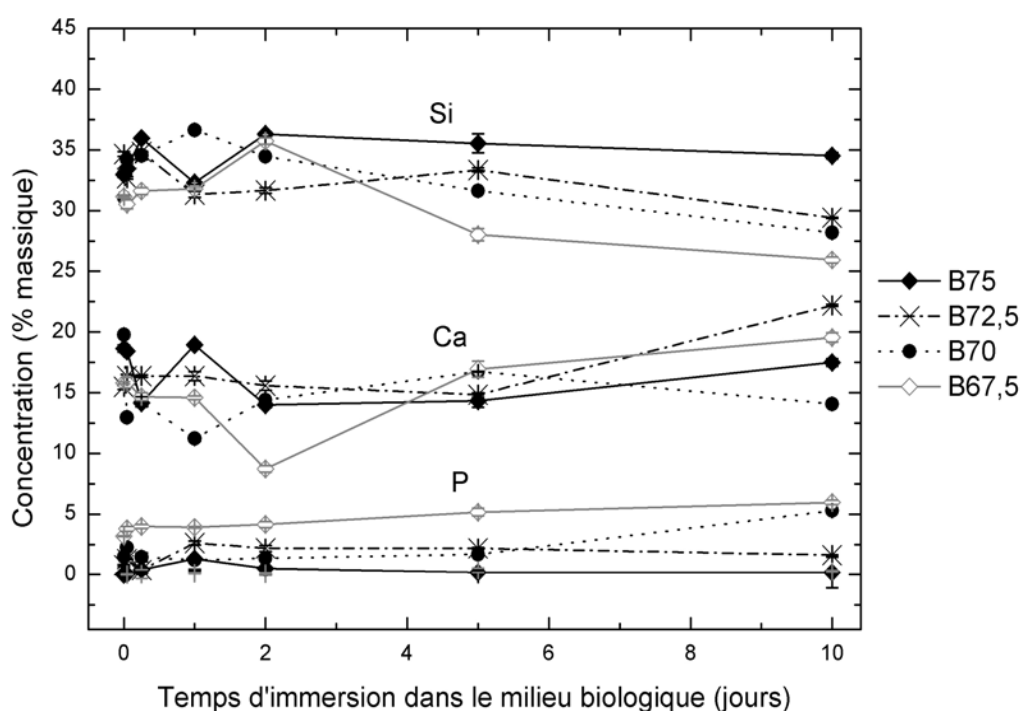 45
40
35
30
25
20
15
10
5
0
Concentration (% massique)
Si
Ca
P
B75
B72,5
B70
B67,5
0 2 4 6 8 10
Temps d'immersion dans le milieu biologique (jours)